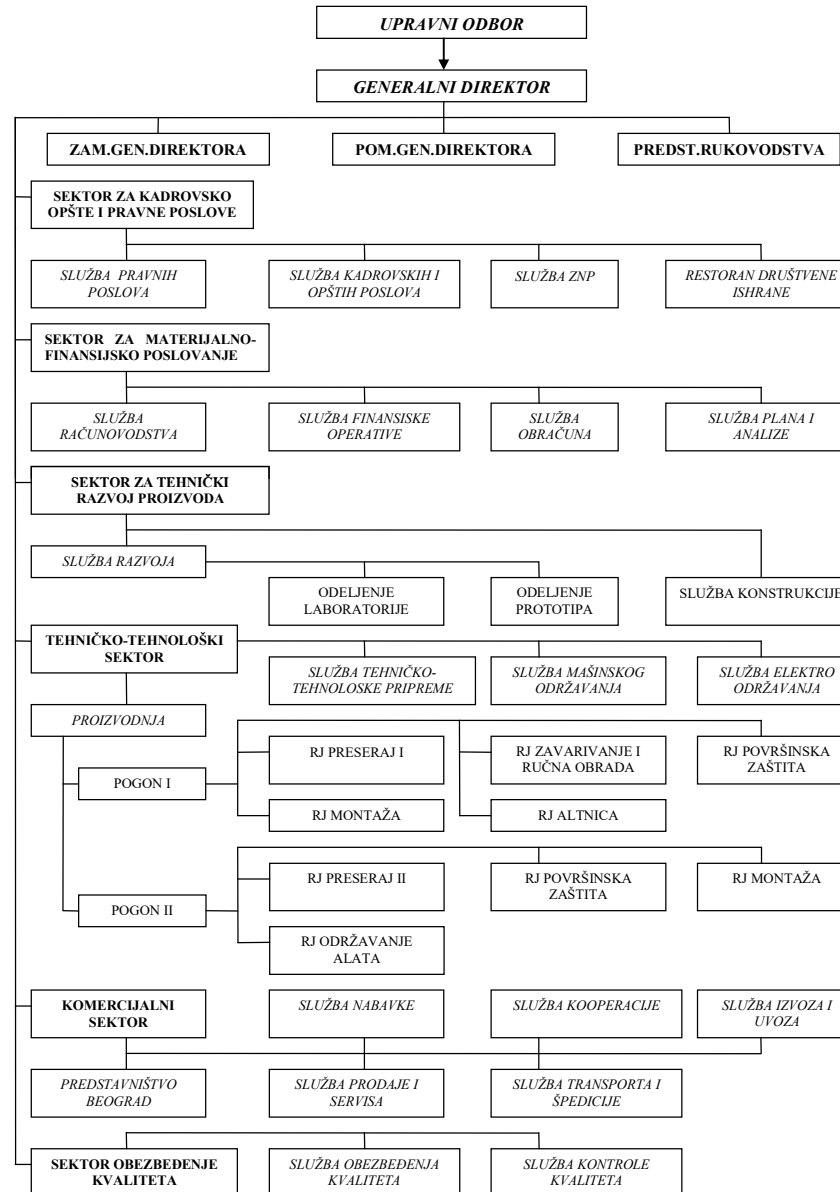 UPRAVNI ODBOR
GENERALNI DIREKTOR
ZAM.GEN.DIREKTORA
POM.GEN.DIREKTORA
PREDST.RUKOVODSTVA
SEKTOR ZA KADROVSKO
OPŠTE I PRAVNE POSLOVE
SLUŽBA PRAVNIH
POSLOVA
SLUŽBA KADROVSKIH I
OPŠTIH POSLOVA
SLUŽBA ZNP
RESTORAN DRUŠTVENE
ISHRANE
SEKTOR ZA MATERIJALNO-
FINANSIJSKO POSLOVANJE
SLUŽBA
RAČUNOVODSTVA
SLUŽBA FINANSISKE
OPERATIVE
SLUŽBA
OBRAČUNA
SLUŽBA PLANA I
ANALIZE
SEKTOR ZA TEHNIČKI
RAZVOJ PROIZVODA
SLUŽBA RAZVOJA
ODELJENJE
LABORATORIJE
ODELJENJE
PROTOTIPA
SLUŽBA KONSTRUKCIJE
TEHNIČKO-TEHNOLOŠKI
SEKTOR
SLUŽBA TEHNIČKO-
TEHNOLOSKE PRIPREME
SLUŽBA MAŠINSKOG
ODRŽAVANJA
SLUŽBA ELEKTRO
ODRŽAVANJA
PROIZVODNJA
POGON I
RJ PRESERAJ I
RJ ZAVARIVANJE I
RUČNA OBRADA
RJ POVRŠINSKA
ZAŠTITA
RJ MONTAŽA
RJ ALTNICA
POGON II
RJ PRESERAJ II
RJ POVRŠINSKA
ZAŠTITA
RJ MONTAŽA
RJ ODRŽAVANJE
ALATA
KOMERCIJALNI
SEKTOR
SLUŽBA NABAVKE
SLUŽBA KOOPERACIJE
SLUŽBA IZVOZA I
UVOZA
PREDSTAVNIŠTVO
BEOGRAD
SLUŽBA PRODAJE I
SERVISA
SLUŽBA TRANSPORTA I
ŠPEDICIJE
SEKTOR OBEZBEĐENJE
KVALITETA
SLUŽBA OBEZBEĐENJA
KVALITETA
SLUŽBA KONTROLE
KVALITETA